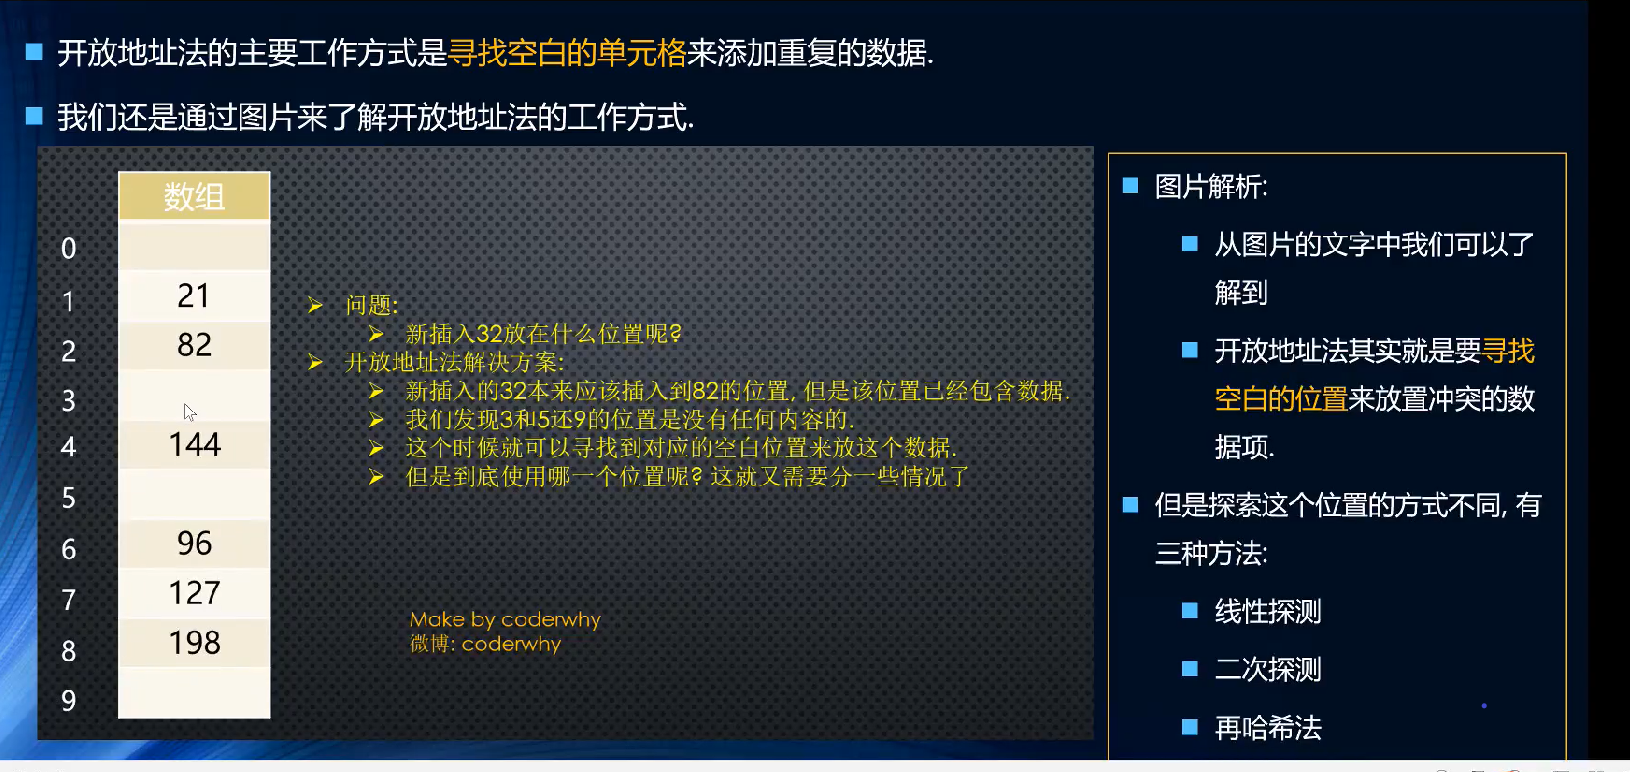 开放地址法的主要工作方式是寻找空白的单元格来添加重复的数据.
我们还是通过图片来了解开放地址法的工作方式.
数组
0
1 21
2 82
3
4 144
5
6 96
7 127
8 198
9
问题:
新插入32放在什么位置呢?
开放地址法解决方案:
新插入的32本来应该插入到82的位置, 但是该位置已经包含数据.
我们发现3和5还9的位置是没有任何内容的.
这个时候就可以寻找到对应的空白位置来放这个数据.
但是到底使用哪一个位置呢? 这就又需要分一些情况了
Make by coderwhy
微博: coderwhy
图片解析:
从图片的文字中我们可以了
解到
开放地址法其实就是要寻找
空白的位置来放置冲突的数
据项.
但是探索这个位置的方式不同, 有
三种方法:
线性探测
二次探测
再哈希法